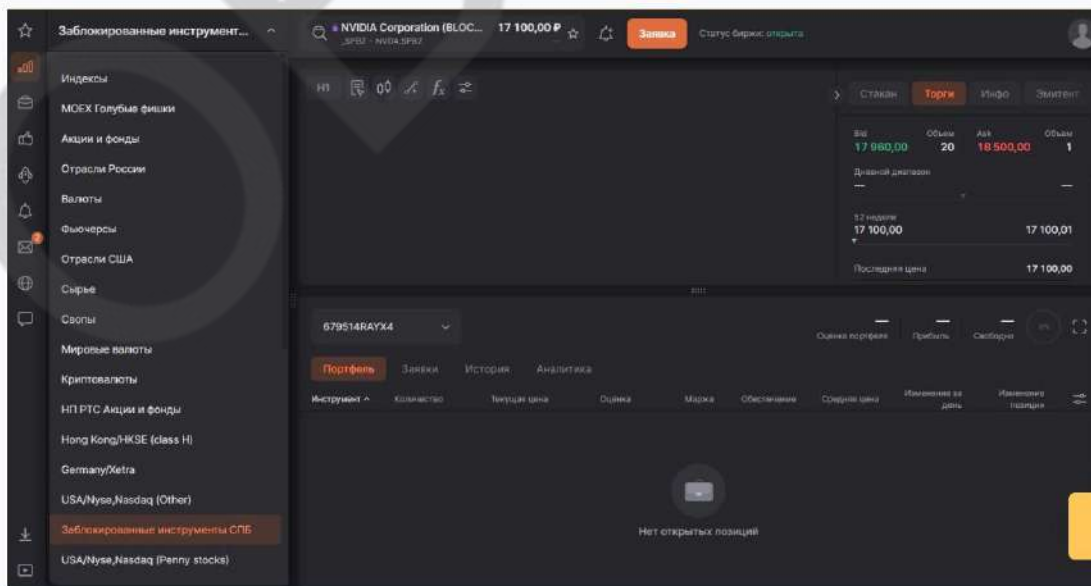 Заблокированные инструмент...
NVIDIA Corporation (BLOC... 17 100,00 ₽
_SPBZ - NVDA.SPBZ
Заявка
Статус биржи: открыта
Индексы
MOEX Голубые фишки
Акции и фонды
Отрасли России
Валюты
Фьючерсы
Отрасли США
Сырье
Свопы
Мировые валюты
Криптовалюты
НП РТС Акции и фонды
Hong Kong/HKSE (class H)
Germany/Xetra
USA/Nyse,Nasdaq (Other)
Заблокированные инструменты СПБ
USA/Nyse,Nasdaq (Penny stocks)
2
H1
Стакан Торги Инфо Эмитент
Bid Объем Ask Объем
17 960,00 20 18 500,00 1
Дневной диапазон
— —
52 недели
17 100,00 17 100,01
Последняя цена 17 100,00
679514RAYX4
— — —
Оценка портфеля Прибыль Свободно
Портфель Заявки История Аналитика
Инструмент Количество Текущая цена Оценка Маржа Обеспечение Средняя цена Изменение за день Изменение позиции
Нет открытых позиций